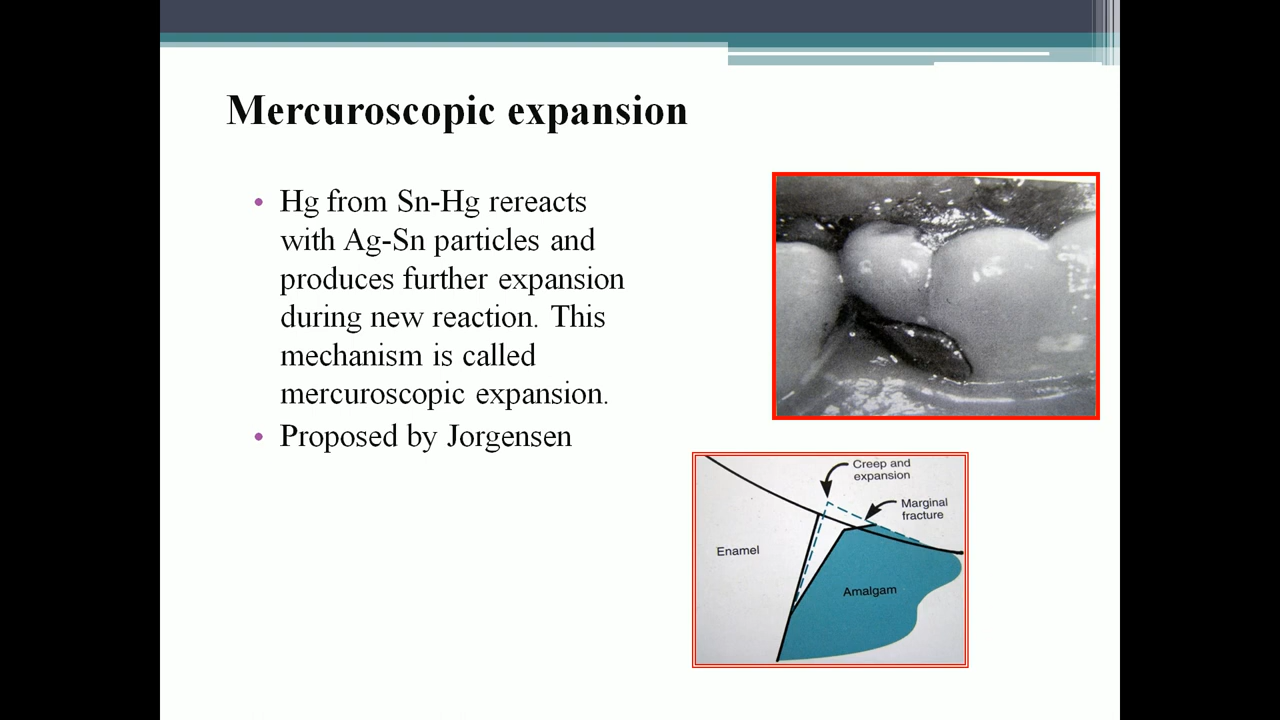 Mercuroscopic expansion
• Hg from Sn-Hg rereacts
with Ag-Sn particles and
produces further expansion
during new reaction. This
mechanism is called
mercuroscopic expansion.
• Proposed by Jorgensen
Creep and
expansion
Marginal
fracture
Enamel
Amalgam